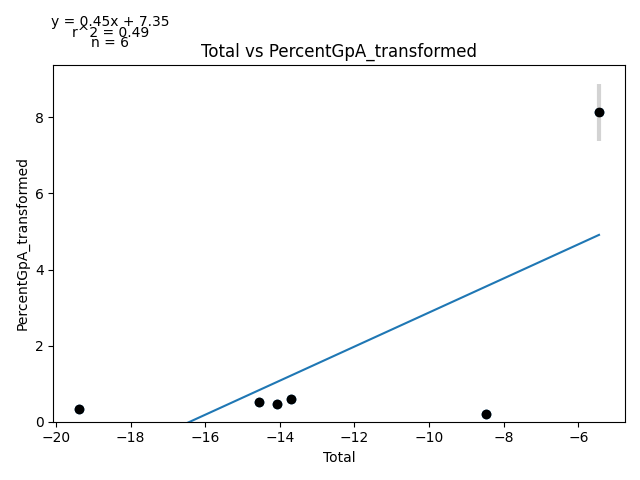 y = 0.45x + 7.35
r^2 = 0.49
n = 6
Total vs PercentGpA_transformed
PercentGpA_transformed
8
6
4
2
0
−20 −18 −16 −14 −12 −10 −8 −6
Total